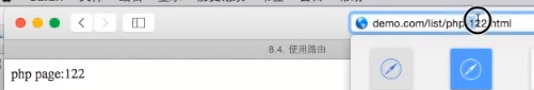 demo.com/list/php-122.html
8.4. 使用路由
php page:122